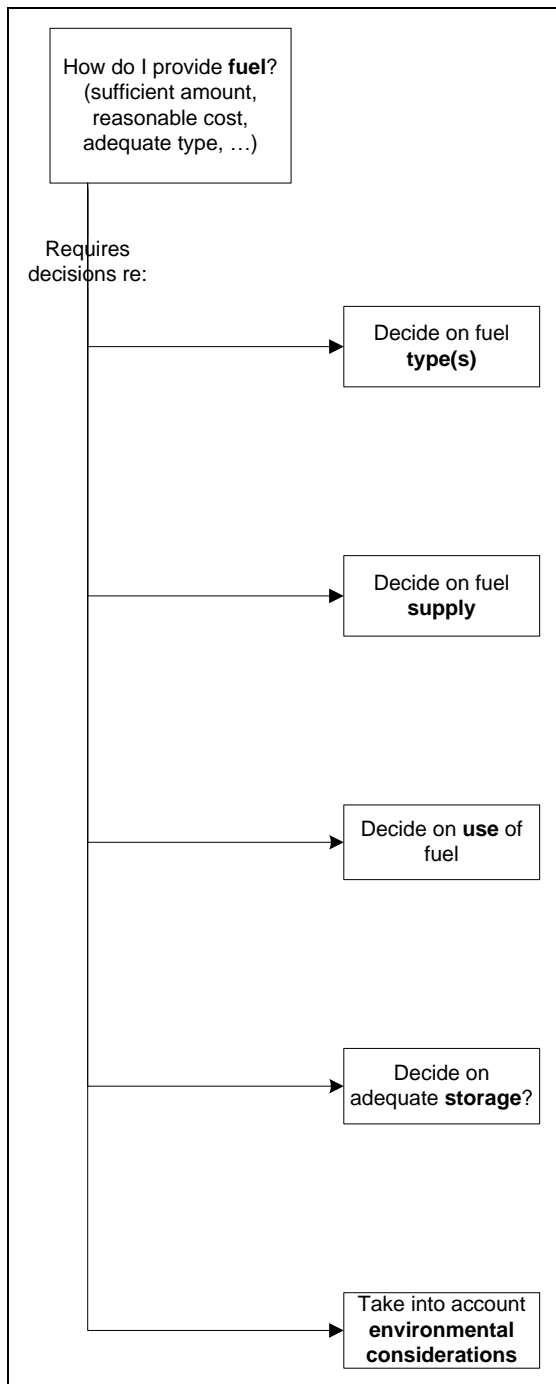 How do I provide fuel?
(sufficient amount,
reasonable cost,
adequate type, …)
Requires
decisions re:
Decide on fuel
type(s)
Decide on fuel
supply
Decide on use of
fuel
Decide on
adequate storage?
Take into account
environmental
considerations